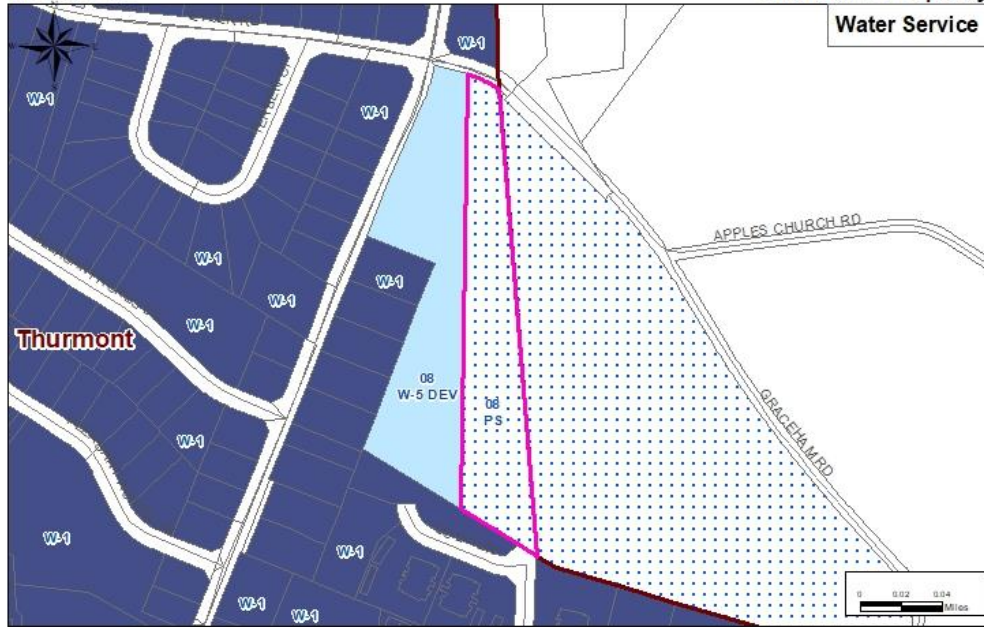 Water Service
W-1
W-1
W-1
W-1
W-1
W-1
W-1
APPLES CHURCH RD
Thurmont
08
W-5 DEV
08
PS
GRACEHAM RD
W-1
W-1
W-1
W-1
W-1
0 0.02 0.04
Miles